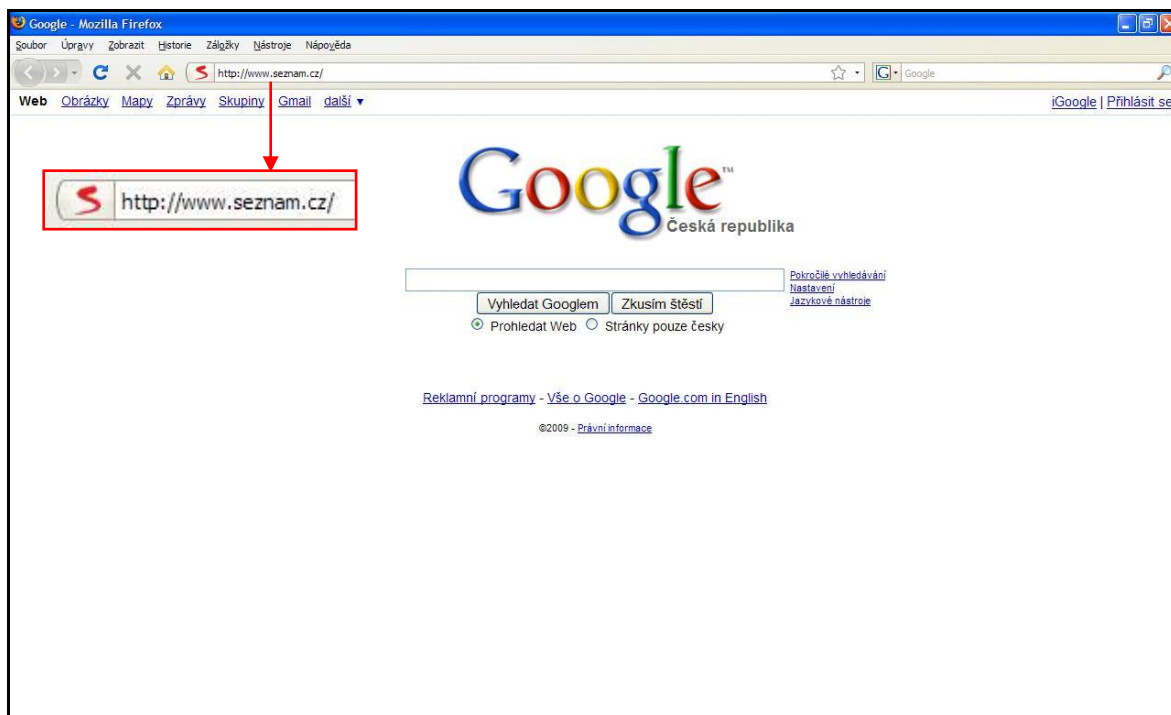 Google - Mozilla Firefox
Soubor Úpravy Zobrazit Historie Záložky Nástroje Nápověda
http://www.seznam.cz/ Google
Web Obrázky Mapy Zprávy Skupiny Gmail další ▼ iGoogle | Přihlásit se
http://www.seznam.cz/
Google™
Česká republika
Pokročilé vyhledávání
Nastavení
Jazykové nástroje
Vyhledat Googlem Zkusím štěstí
Prohledat Web Stránky pouze česky
Reklamní programy - Vše o Google - Google.com in English
©2009 - Právní informace